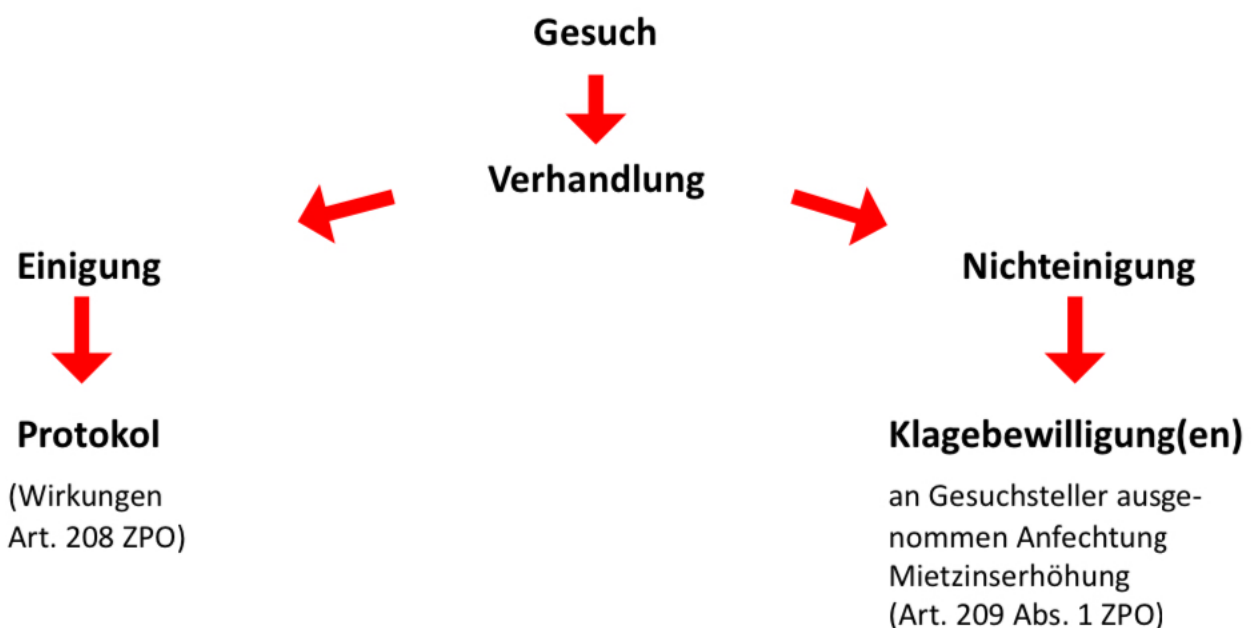 Gesuch
Verhandlung
Einigung
Nichteinigung
Protokol
Klagebewilligung(en)
(Wirkungen
Art. 208 ZPO)
an Gesuchsteller ausge-
nommen Anfechtung
Mietzinserhöhung
(Art. 209 Abs. 1 ZPO)